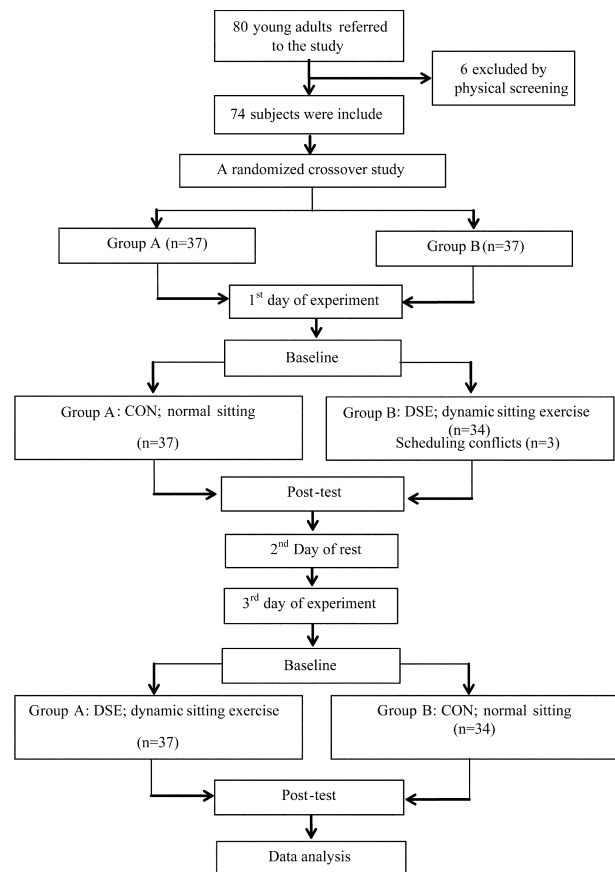 80 young adults referred
to the study
6 excluded by
physical screening
74 subjects were include
A randomized crossover study
Group A (n=37)
Group B (n=37)
1st day of experiment
Baseline
Group A: CON; normal sitting
(n=37)
Group B: DSE; dynamic sitting exercise
(n=34)
Scheduling conflicts (n=3)
Post-test
2nd Day of rest
3rd day of experiment
Baseline
Group A: DSE; dynamic sitting exercise
(n=37)
Group B: CON; normal sitting
(n=34)
Post-test
Data analysis